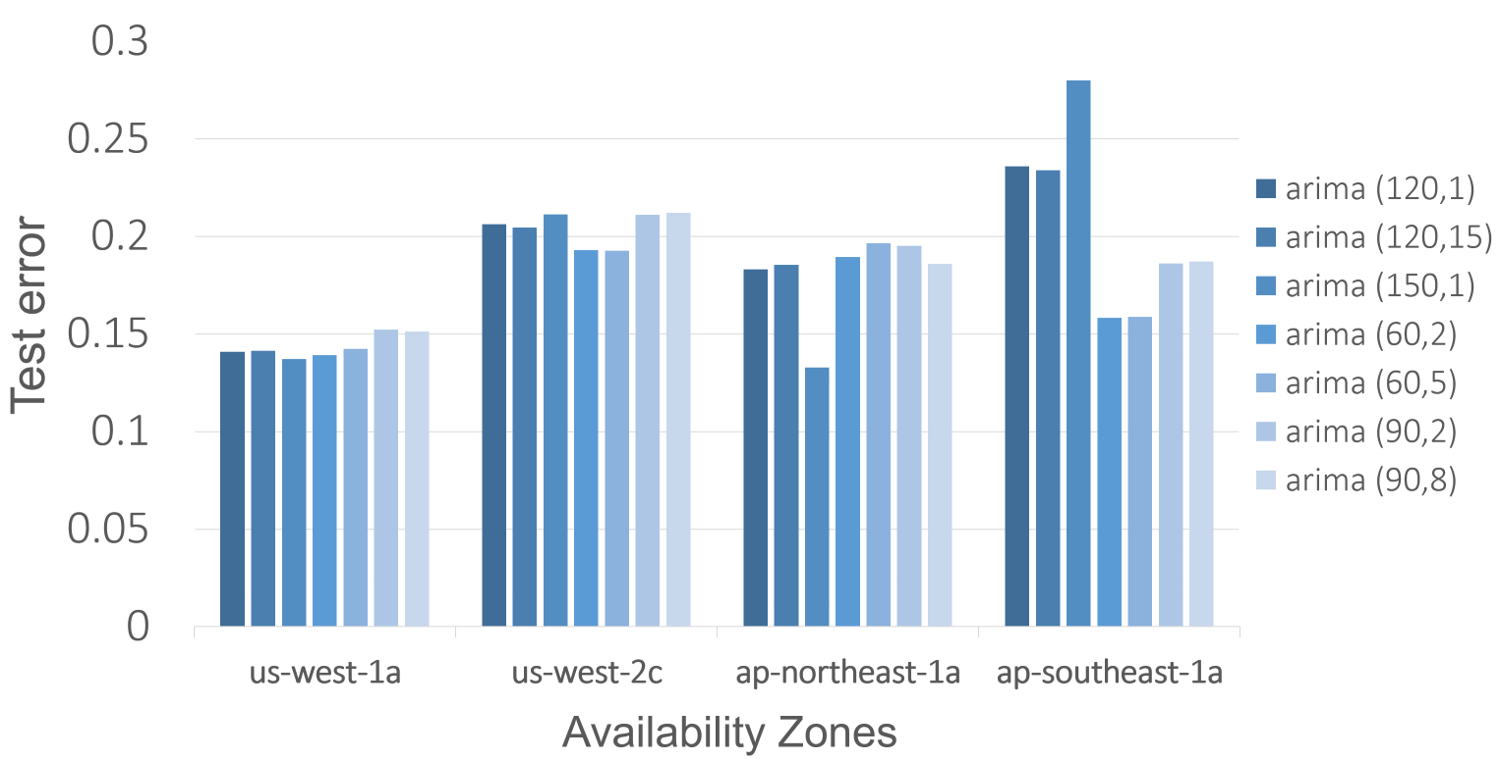 0.3
0.25
0.2
0.15
0.1
0.05
0
Test error
us-west-1a
us-west-2c
ap-northeast-1a
ap-southeast-1a
Availability Zones
arima (120,1)
arima (120,15)
arima (150,1)
arima (60,2)
arima (60,5)
arima (90,2)
arima (90,8)